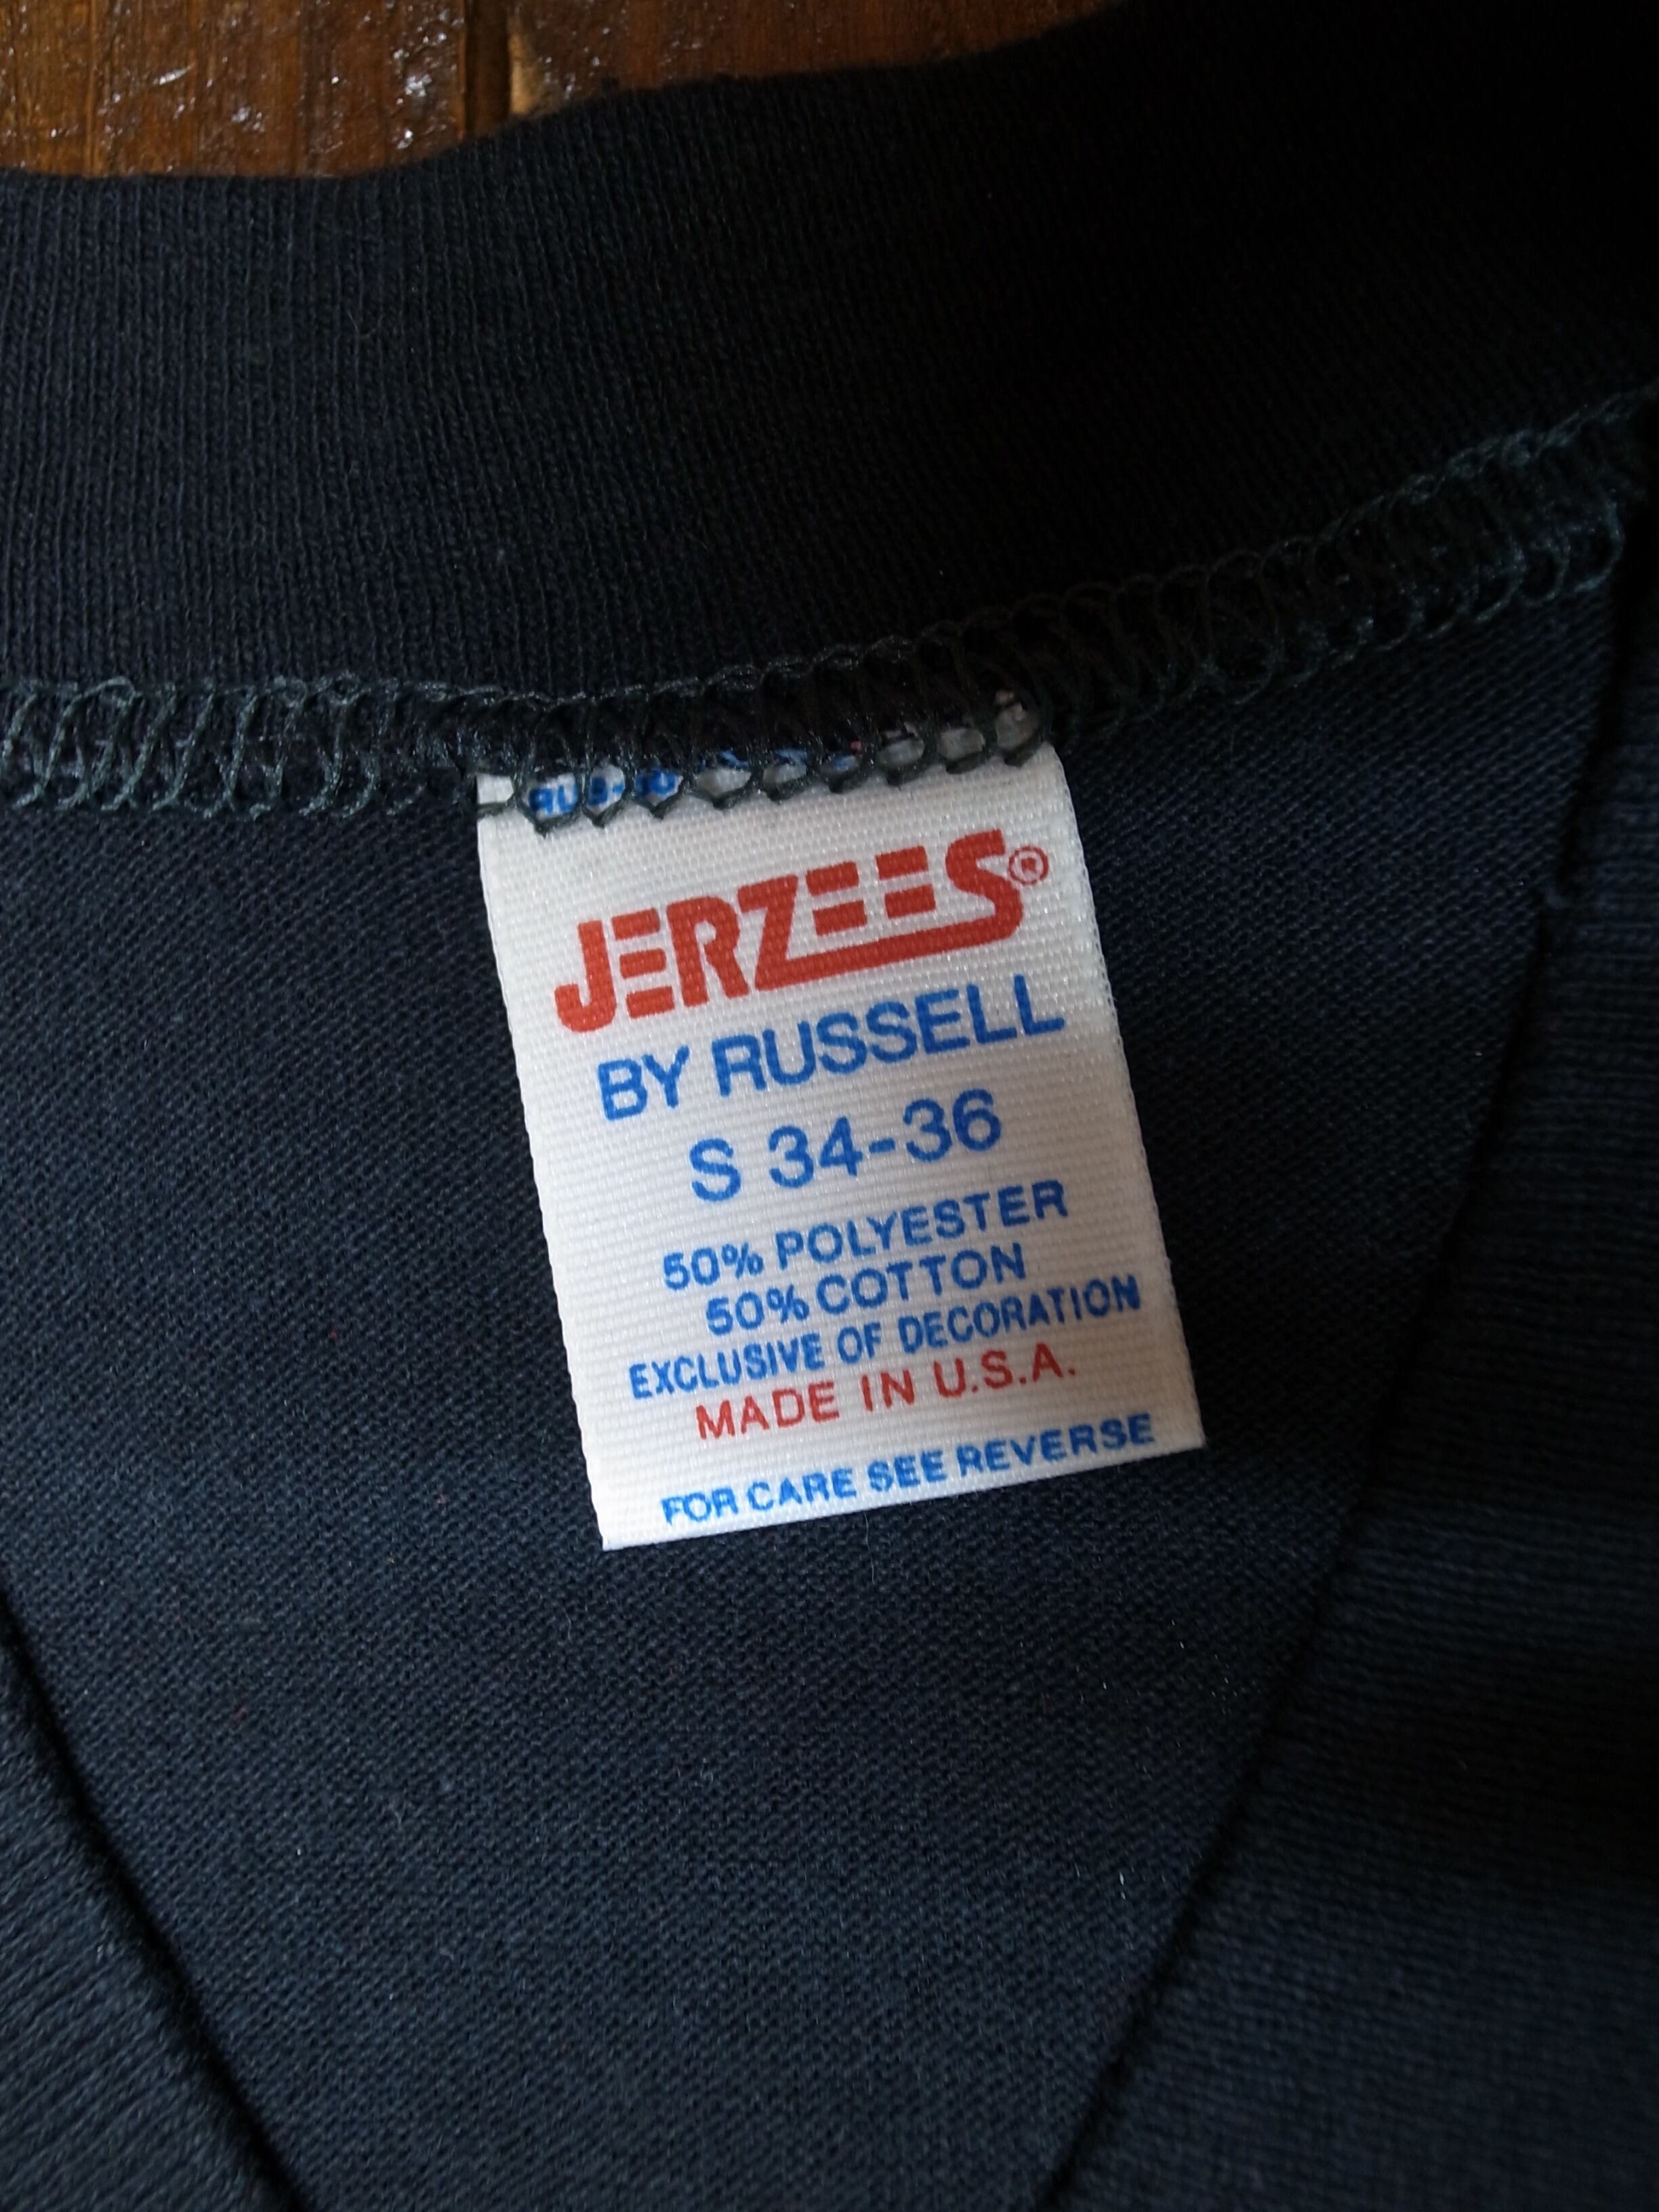 JERZEES®
BY RUSSELL
S 34-36
50% POLYESTER
50% COTTON
EXCLUSIVE OF DECORATION
MADE IN U.S.A.
FOR CARE SEE REVERSE